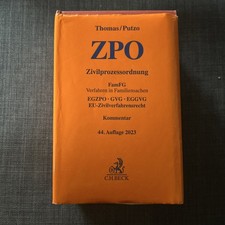 Thomas/Putzo
ZPO
Zivilprozessordnung
FamFG
Verfahren in Familiensachen
EGZPO · GVG · EGGVG
EU-Zivilverfahrensrecht
Kommentar
44. Auflage 2023
C.H.BECK